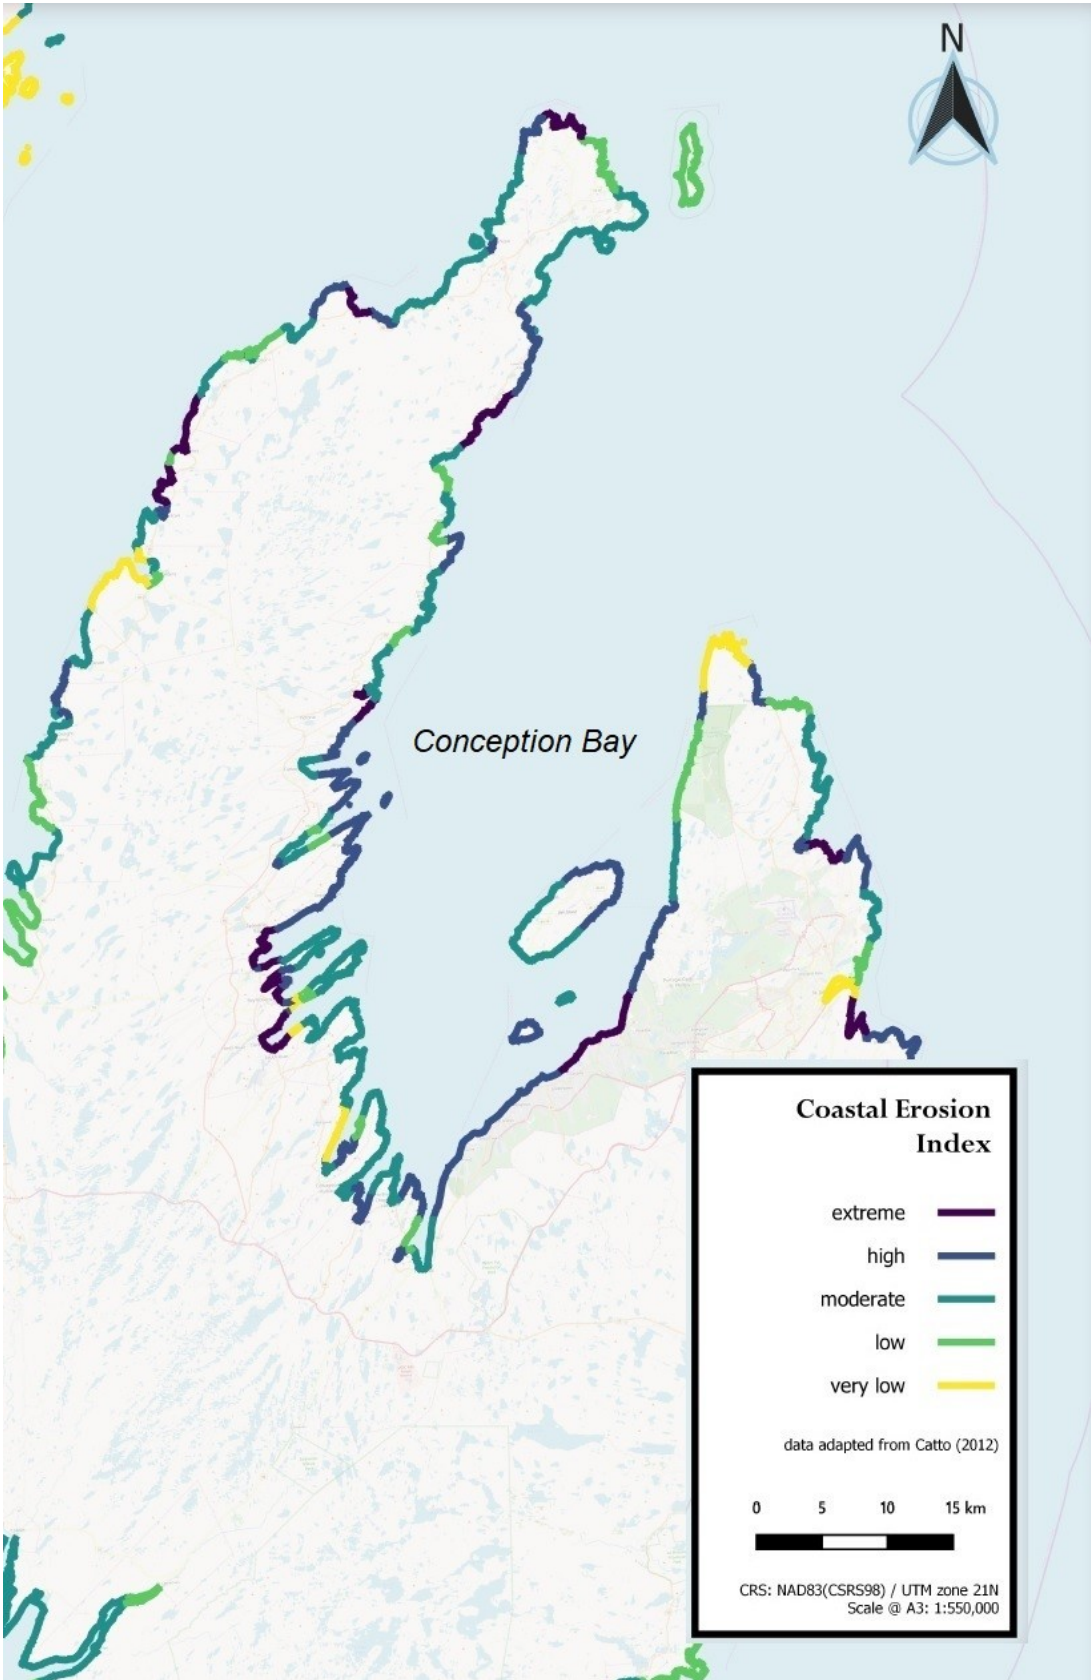 N
Conception Bay
Coastal Erosion
Index
extreme
high
moderate
low
very low
data adapted from Catto (2012)
0 5 10 15 km
CRS: NAD83(CSRS98) / UTM zone 21N
Scale @ A3: 1:550,000